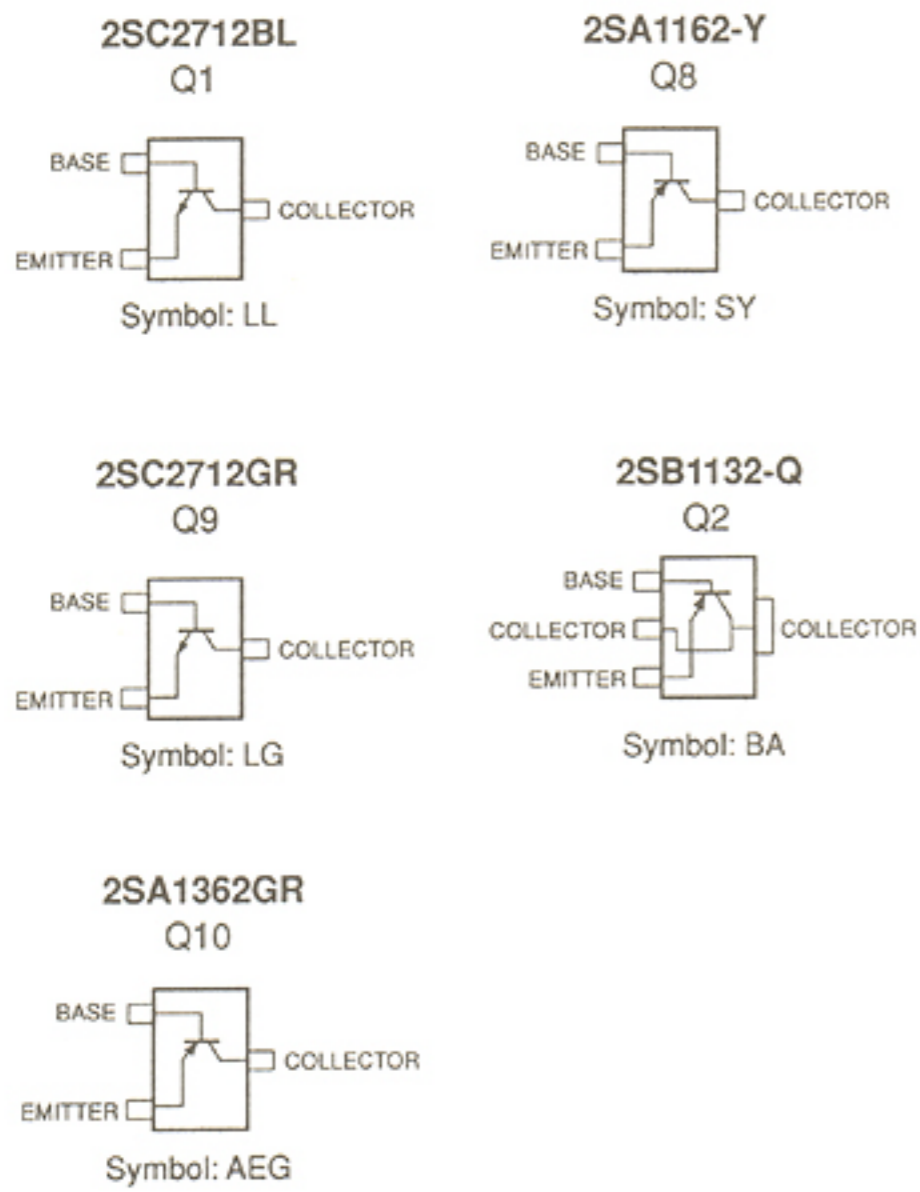 2SC2712BL
Q1
BASE
COLLECTOR
EMITTER
Symbol: LL
2SA1162-Y
Q8
BASE
COLLECTOR
EMITTER
Symbol: SY
2SC2712GR
Q9
BASE
COLLECTOR
EMITTER
Symbol: LG
2SB1132-Q
Q2
BASE
COLLECTOR
COLLECTOR
EMITTER
Symbol: BA
2SA1362GR
Q10
BASE
COLLECTOR
EMITTER
Symbol: AEG